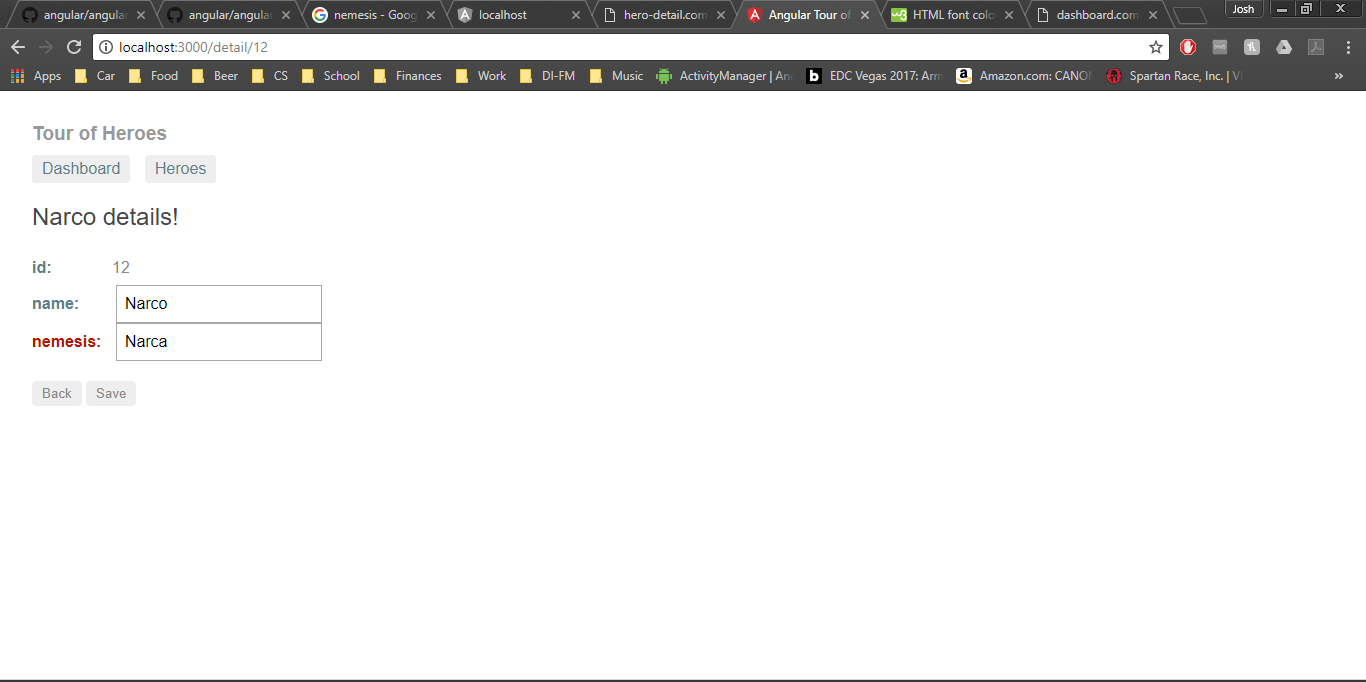 angular/angular angular/angular nemesis - Goog localhost hero-detail.com Angular Tour of HTML font colo dashboard.com Josh
localhost:3000/detail/12
Apps Car Food Beer CS School Finances Work DI-FM Music ActivityManager | An EDC Vegas 2017: Arm Amazon.com: CANON Spartan Race, Inc. | Vi »
Tour of Heroes
Dashboard Heroes
Narco details!
id: 12
name: Narco
nemesis: Narca
Back Save